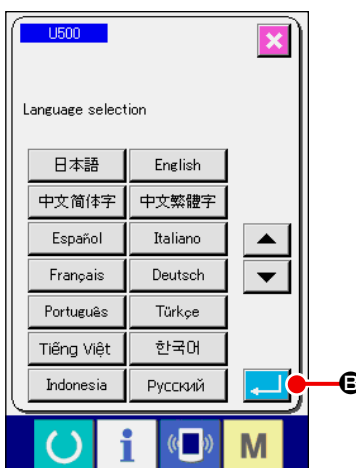 U500
Language selection
日本語 English
中文简体字 中文繁體字
Español Italiano
Français Deutsch
Português Türkçe
Tiếng Việt 한국어
Indonesia Русский
B
i M